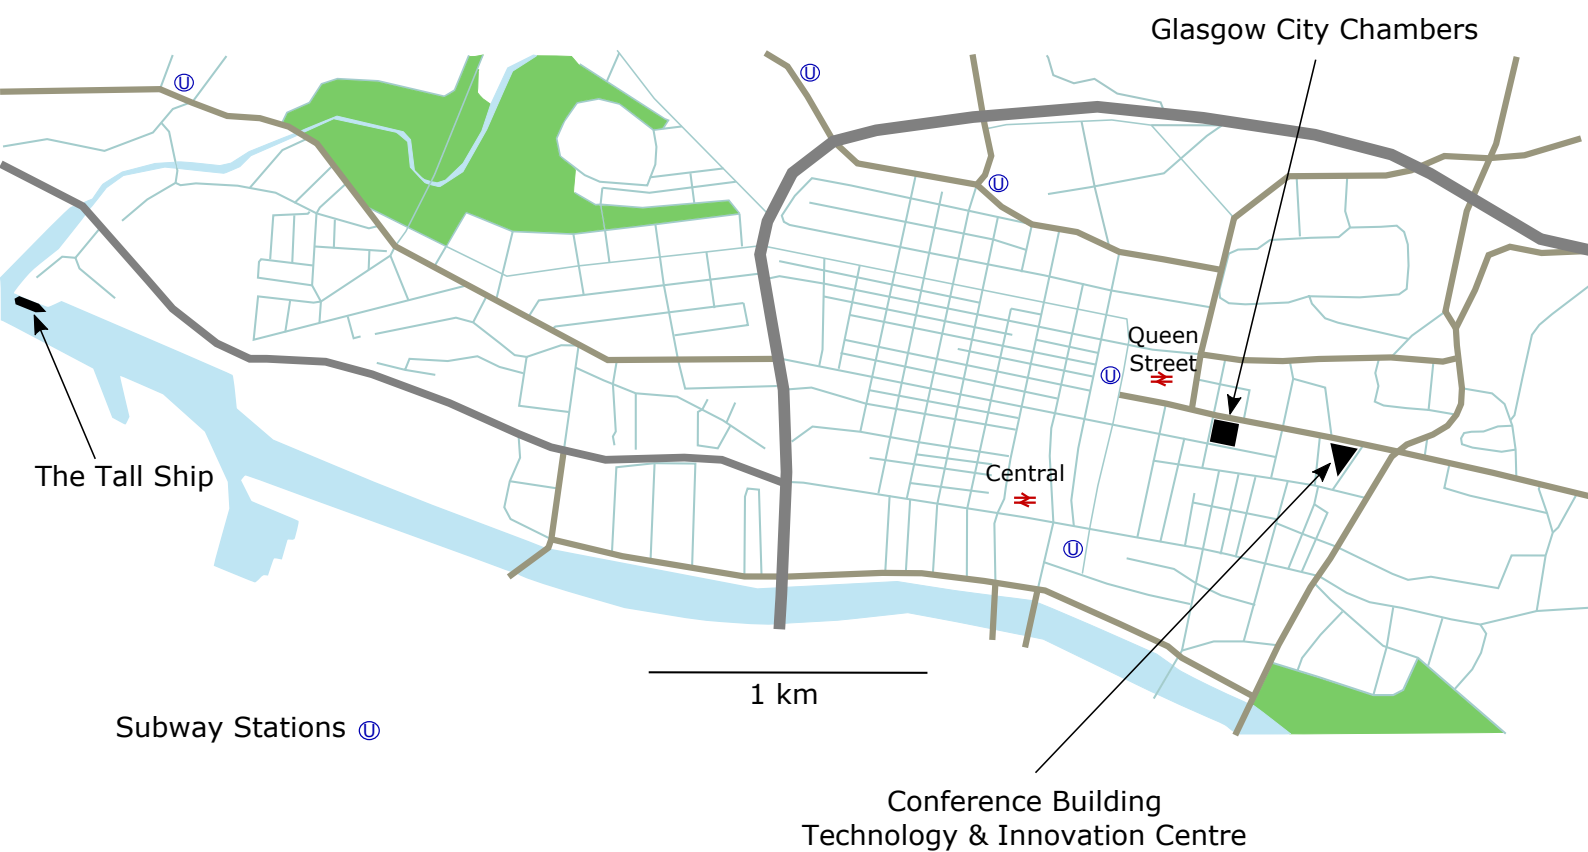 Glasgow City Chambers
U
U
U
Queen
Street
U
Central
The Tall Ship
U
1 km
Subway Stations U
Conference Building
Technology & Innovation Centre